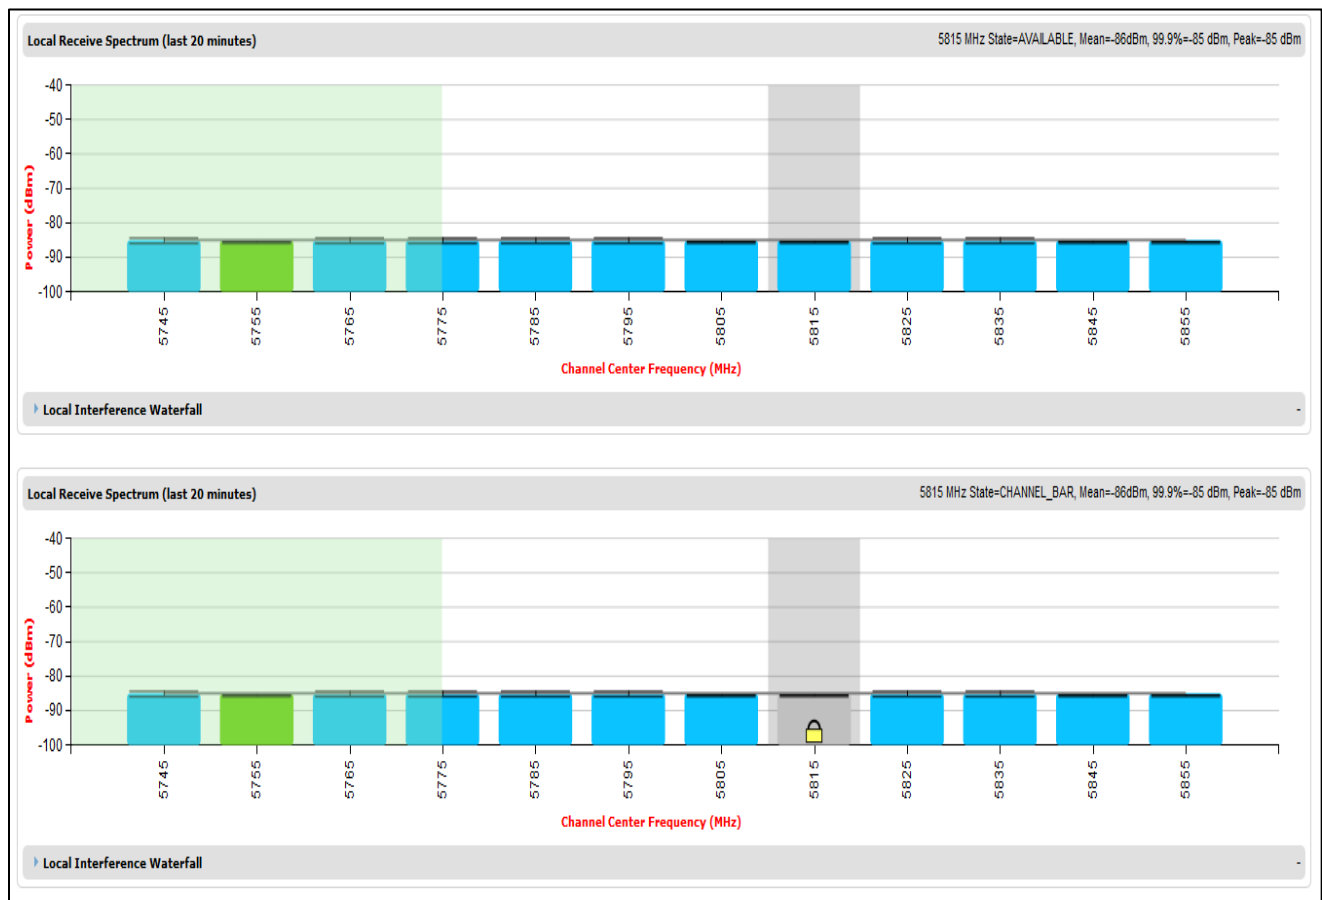 Local Receive Spectrum (last 20 minutes) 5815 MHz State=AVAILABLE, Mean=-86dBm, 99.9%=-85 dBm, Peak=-85 dBm
-40
-50
-60
-70
-80
-90
-100
Power (dBm)
5745 5755 5765 5775 5785 5795 5805 5815 5825 5835 5845 5855
Channel Center Frequency (MHz)
Local Interference Waterfall -
Local Receive Spectrum (last 20 minutes) 5815 MHz State=CHANNEL_BAR, Mean=-86dBm, 99.9%=-85 dBm, Peak=-85 dBm
-40
-50
-60
-70
-80
-90
-100
Power (dBm)
5745 5755 5765 5775 5785 5795 5805 5815 5825 5835 5845 5855
Channel Center Frequency (MHz)
Local Interference Waterfall -